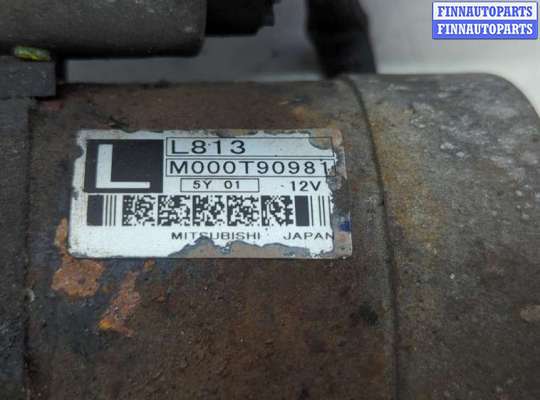 FINNAUTOPARTS
FINNAUTOPARTS
L L813
M000T90981
5Y 01 12V
MITSUBISHI JAPAN